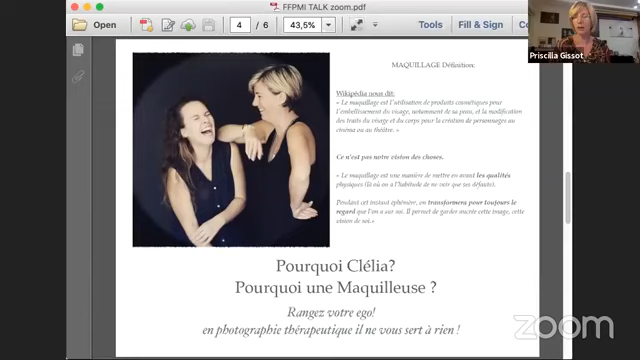 FFPMI TALK zoom.pdf
Open
4 / 6
43,5%
Tools
Fill & Sign
Priscilla Gissot
MAQUILLAGE Définition:
Wikipédia nous dit:
« Le maquillage est l'utilisation de produits cosmétiques pour
l'embellissement du visage, notamment de sa peau, et la modification
des traits du visage et du corps pour la création de personnages au
cinéma ou au théâtre. »
Ce n'est pas notre vision des choses.
« Le maquillage est une manière de mettre en avant les qualités
physiques (là où on a l'habitude de ne voir que ses défauts).
Pendant cet instant éphémère, on transformera pour toujours le
regard que l'on a sur soi. Il permet de garder ancrée cette image, cette
vision de soi.»
Pourquoi Clélia?
Pourquoi une Maquilleuse ?
Rangez votre ego!
en photographie thérapeutique il ne vous sert à rien !
zoom